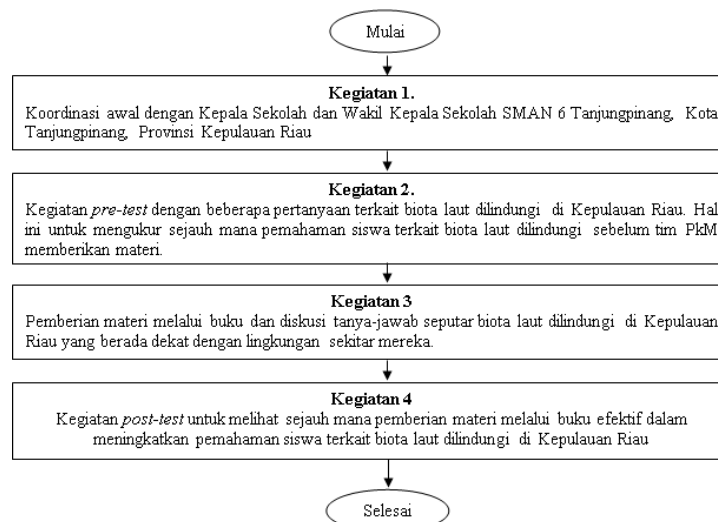 Mulai
Kegiatan 1.
Koordinasi awal dengan Kepala Sekolah dan Wakil Kepala Sekolah SMAN 6 Tanjungpinang, Kota
Tanjungpinang, Provinsi Kepulauan Riau
Kegiatan 2.
Kegiatan pre-test dengan beberapa pertanyaan terkait biota laut dilindungi di Kepulauan Riau. Hal
ini untuk mengukur sejauh mana pemahaman siswa terkait biota laut dilindungi sebelum tim PkM
memberikan materi.
Kegiatan 3
Pemberian materi melalui buku dan diskusi tanya-jawab seputar biota laut dilindungi di Kepulauan
Riau yang berada dekat dengan lingkungan sekitar mereka.
Kegiatan 4
Kegiatan post-test untuk melihat sejauh mana pemberian materi melalui buku efektif dalam
meningkatkan pemahaman siswa terkait biota laut dilindungi di Kepulauan Riau
Selesai